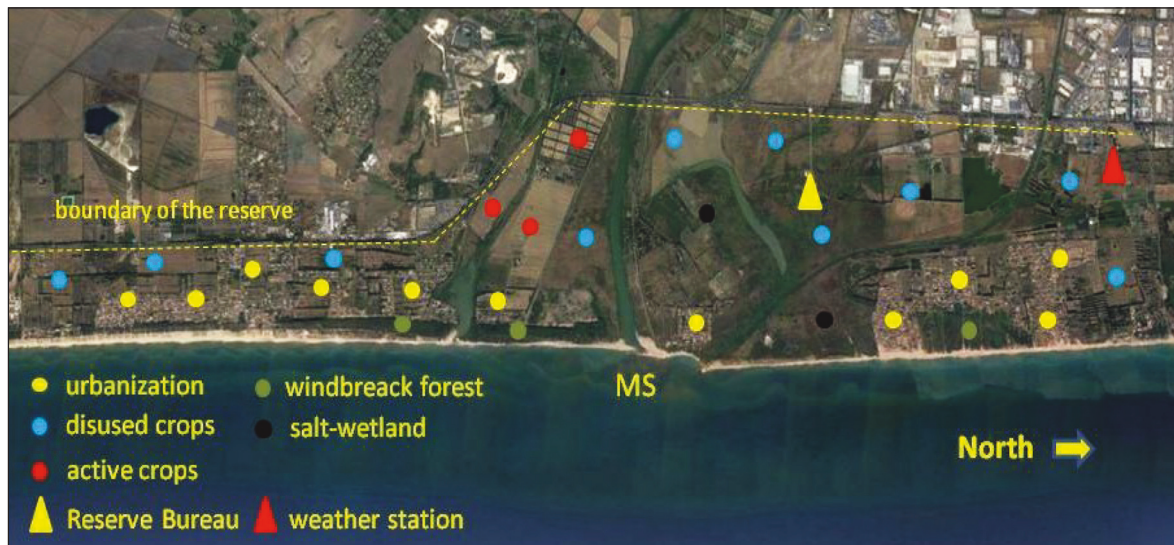 boundary of the reserve
MS
urbanization
windbreack forest
disused crops
salt-wetland
active crops
North
Reserve Bureau
weather station